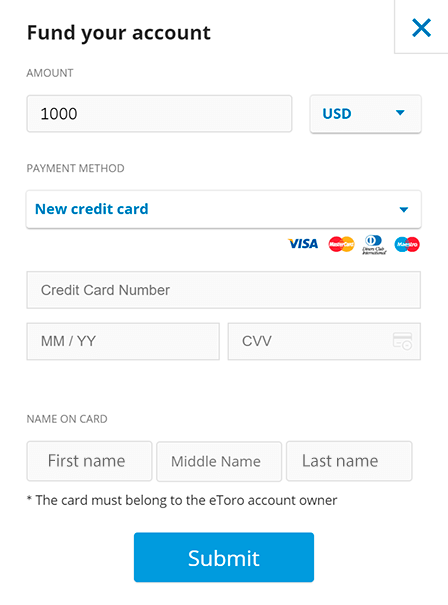 Fund your account
AMOUNT
1000
USD
PAYMENT METHOD
New credit card
VISA MasterCard Diners Club International Maestro
Credit Card Number
MM / YY
CVV
NAME ON CARD
First name
Middle Name
Last name
* The card must belong to the eToro account owner
Submit